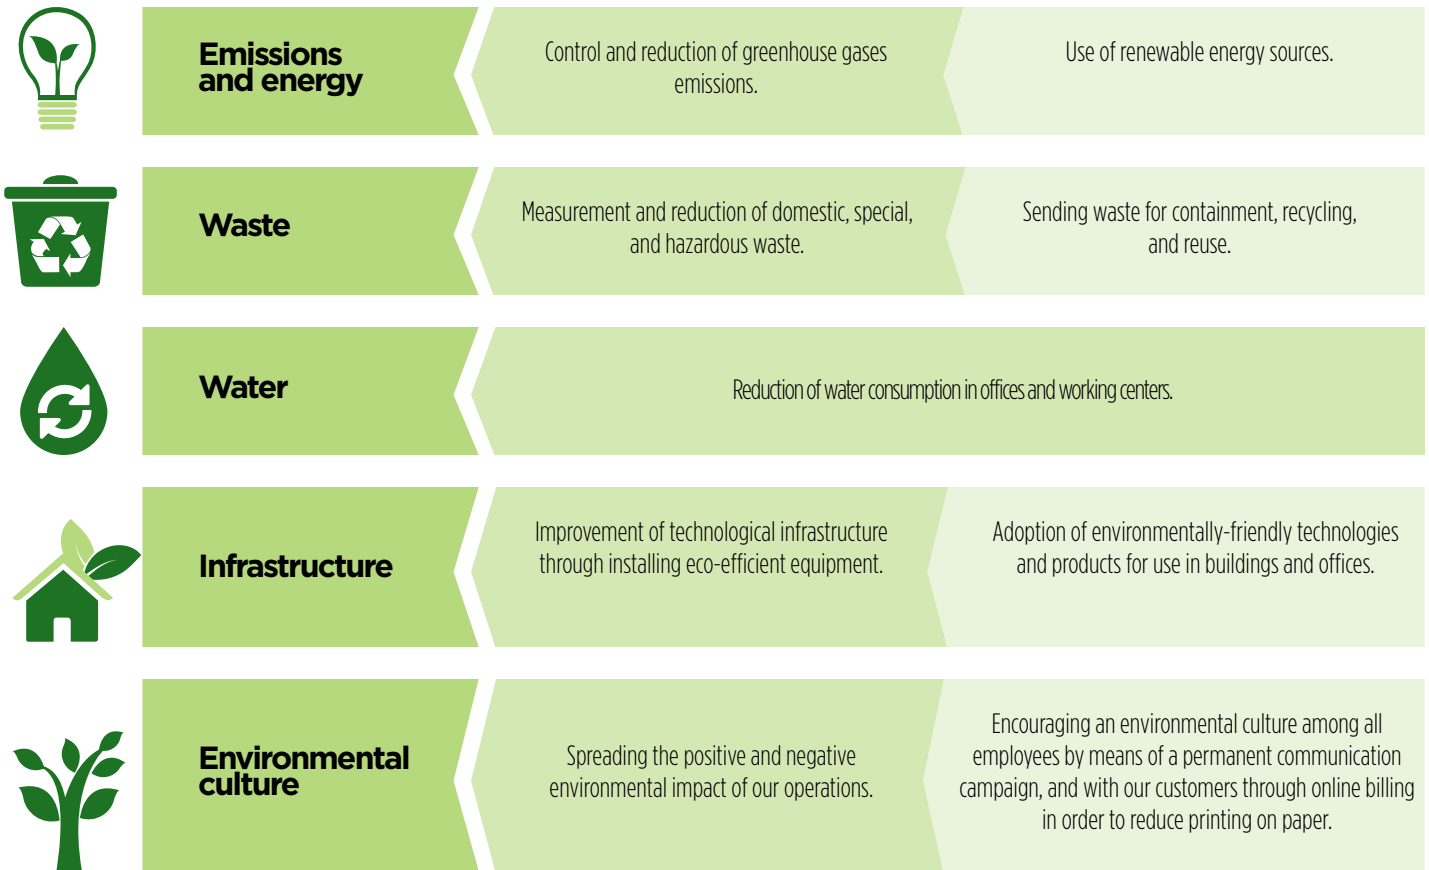 Emissions
and energy
Control and reduction of greenhouse gases
emissions.
Use of renewable energy sources.
Waste
Measurement and reduction of domestic, special,
and hazardous waste.
Sending waste for containment, recycling,
and reuse.
Water
Reduction of water consumption in offices and working centers.
Infrastructure
Improvement of technological infrastructure
through installing eco-efficient equipment.
Adoption of environmentally-friendly technologies
and products for use in buildings and offices.
Environmental
culture
Spreading the positive and negative
environmental impact of our operations.
Encouraging an environmental culture among all
employees by means of a permanent communication
campaign, and with our customers through online billing
in order to reduce printing on paper.